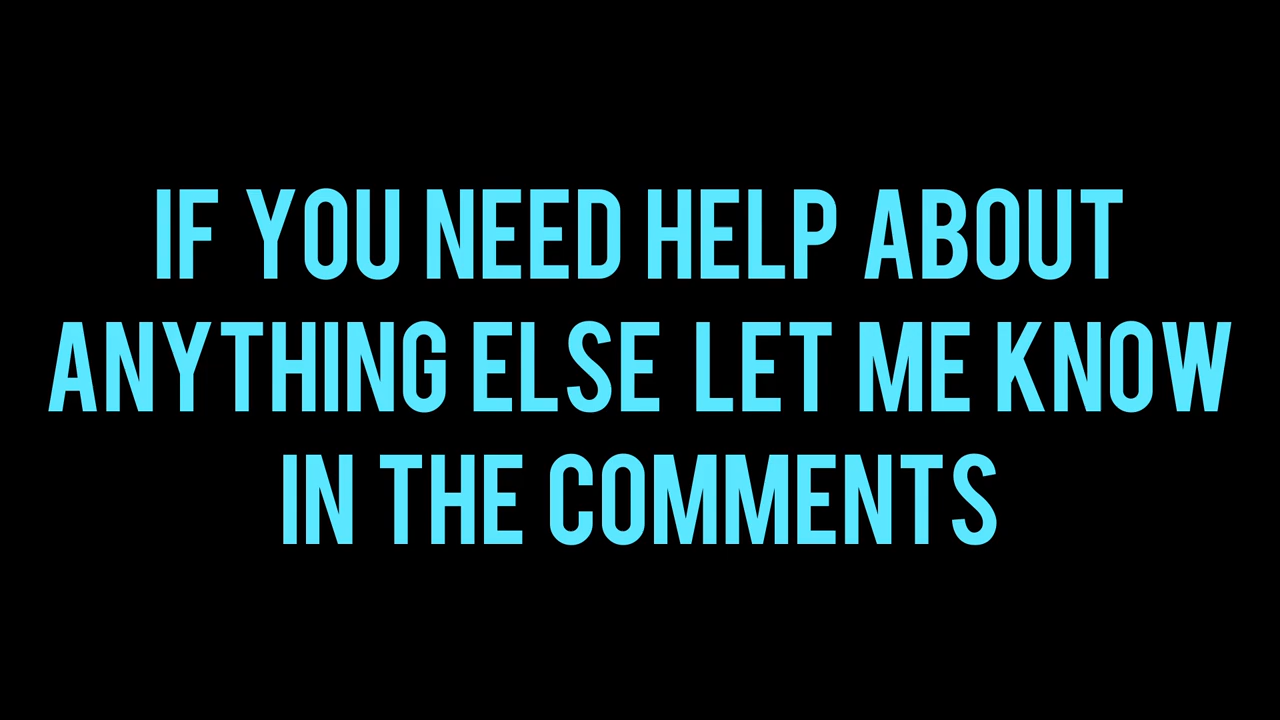 IF YOU NEED HELP ABOUT
ANYTHING ELSE LET ME KNOW
IN THE COMMENTS